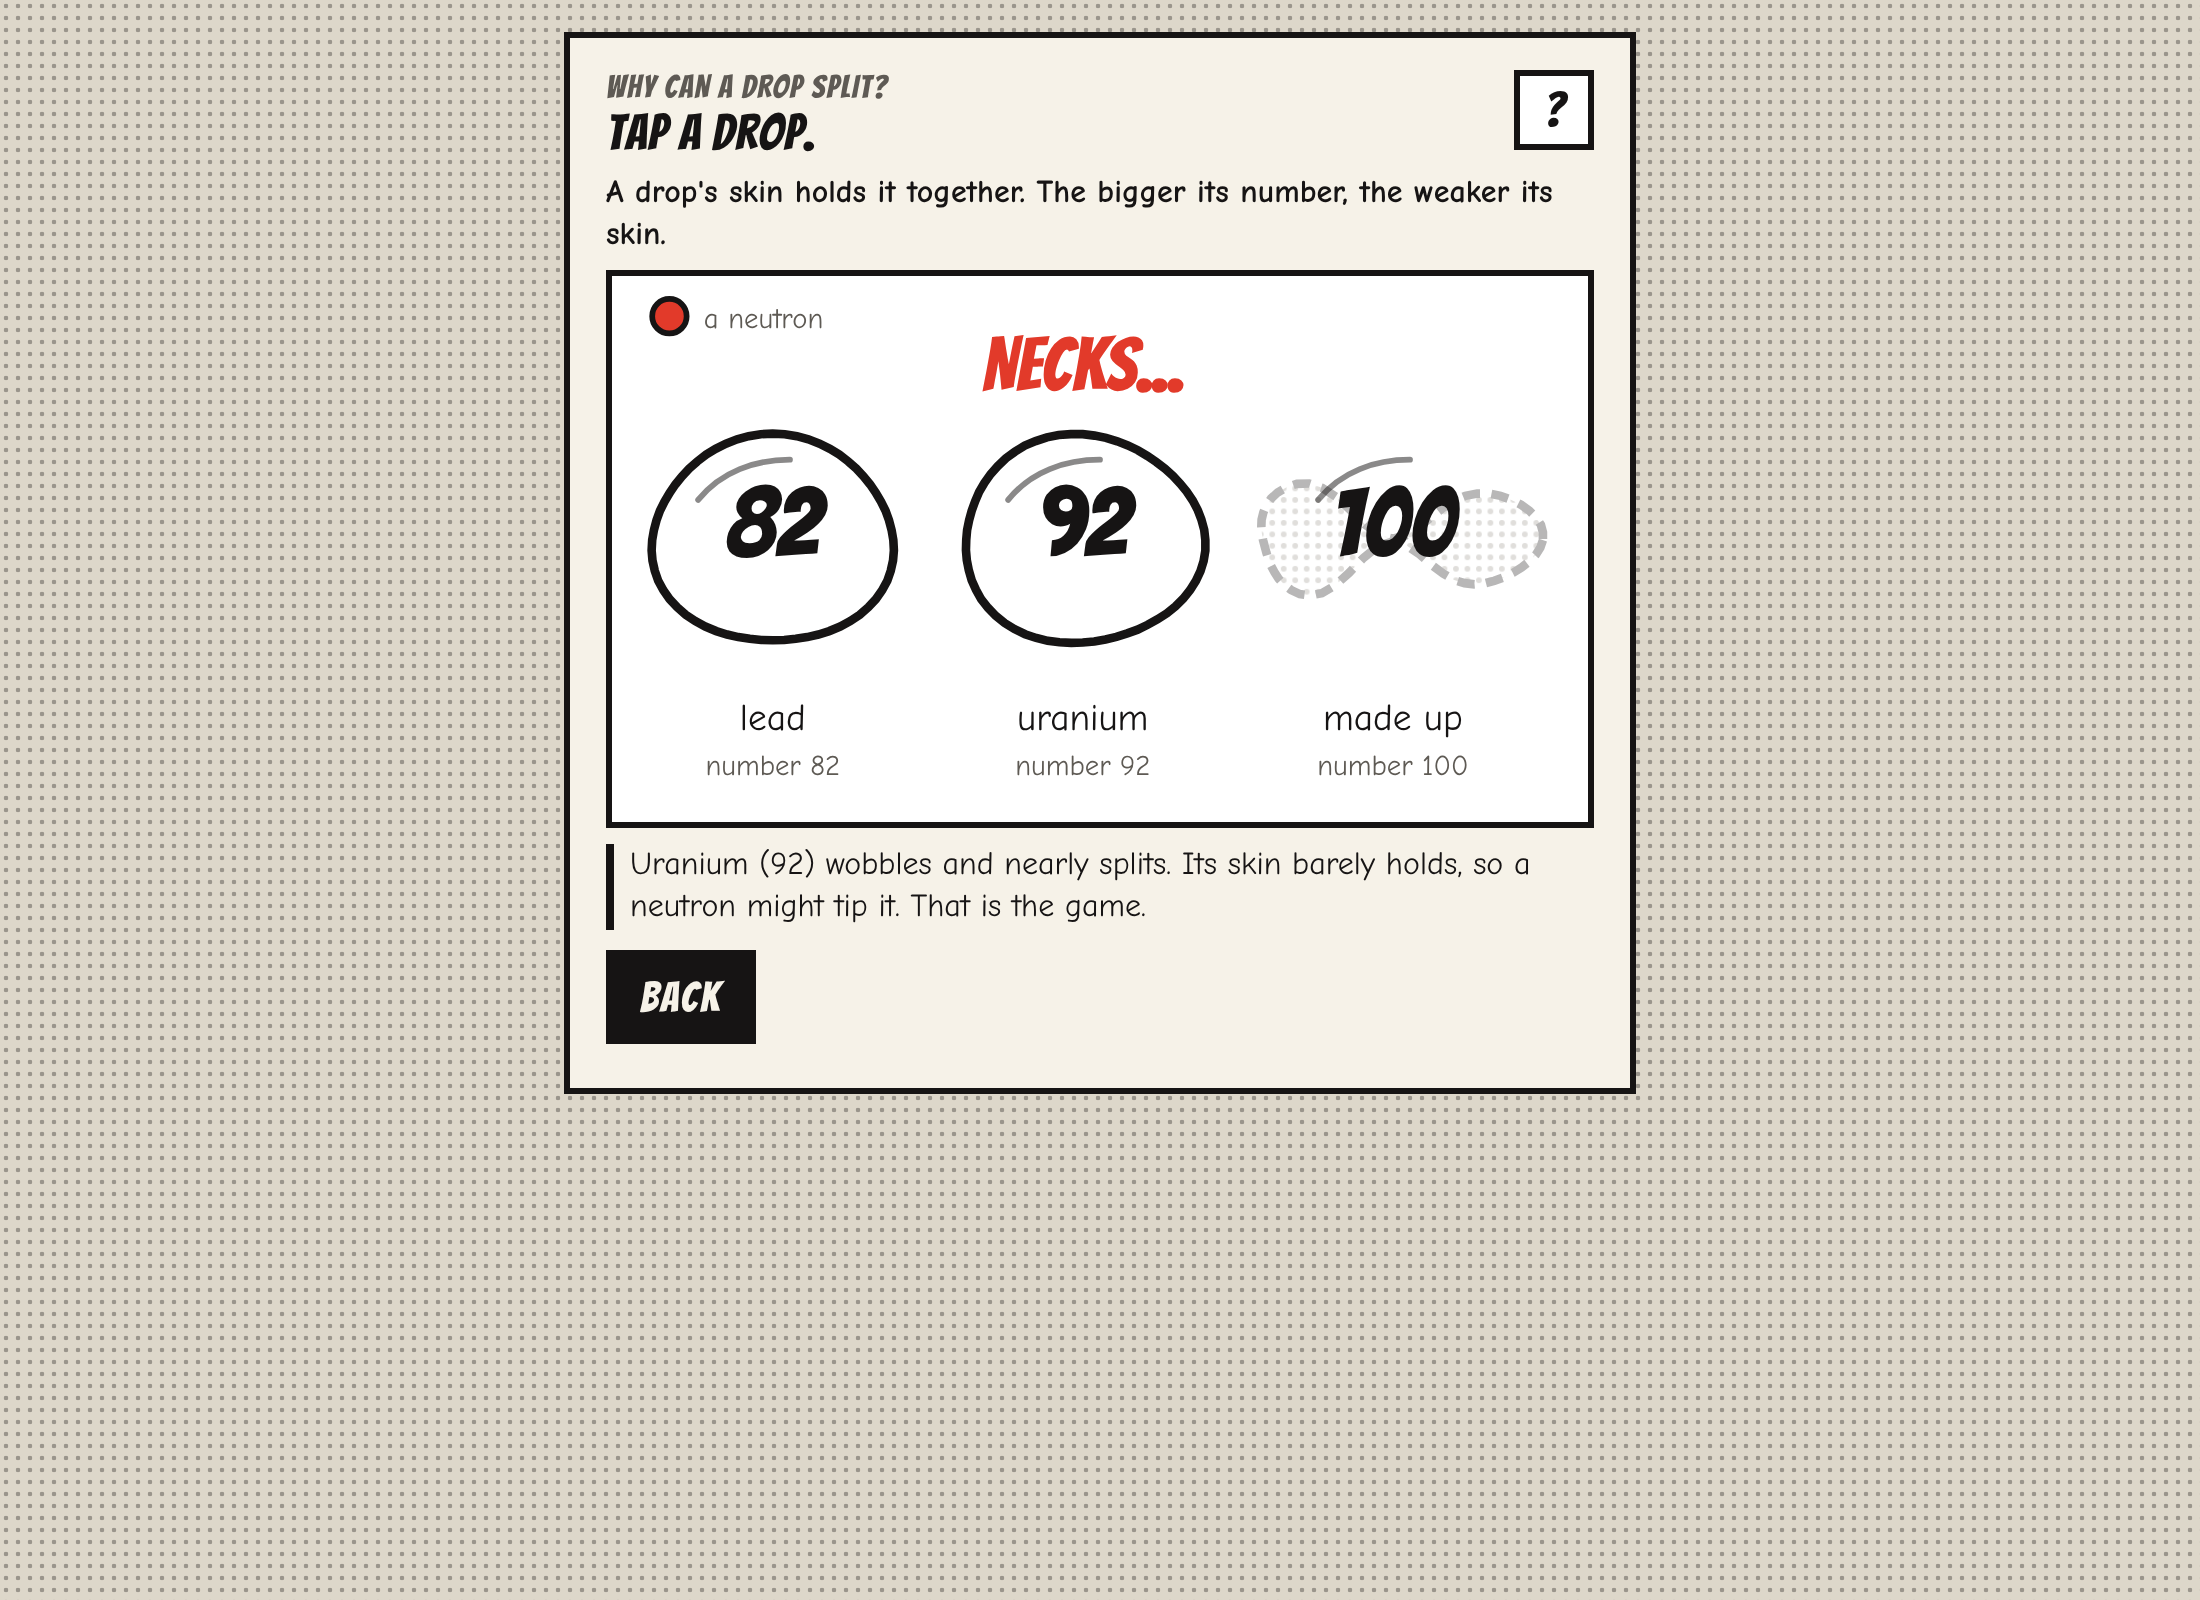 WHY CAN A DROP SPLIT?
TAP A DROP.
?
A drop's skin holds it together. The bigger its number, the weaker its
skin.
a neutron
NECKS...
82
92
100
lead
uranium
made up
number 82
number 92
number 100
Uranium (92) wobbles and nearly splits. Its skin barely holds, so a
neutron might tip it. That is the game.
BACK